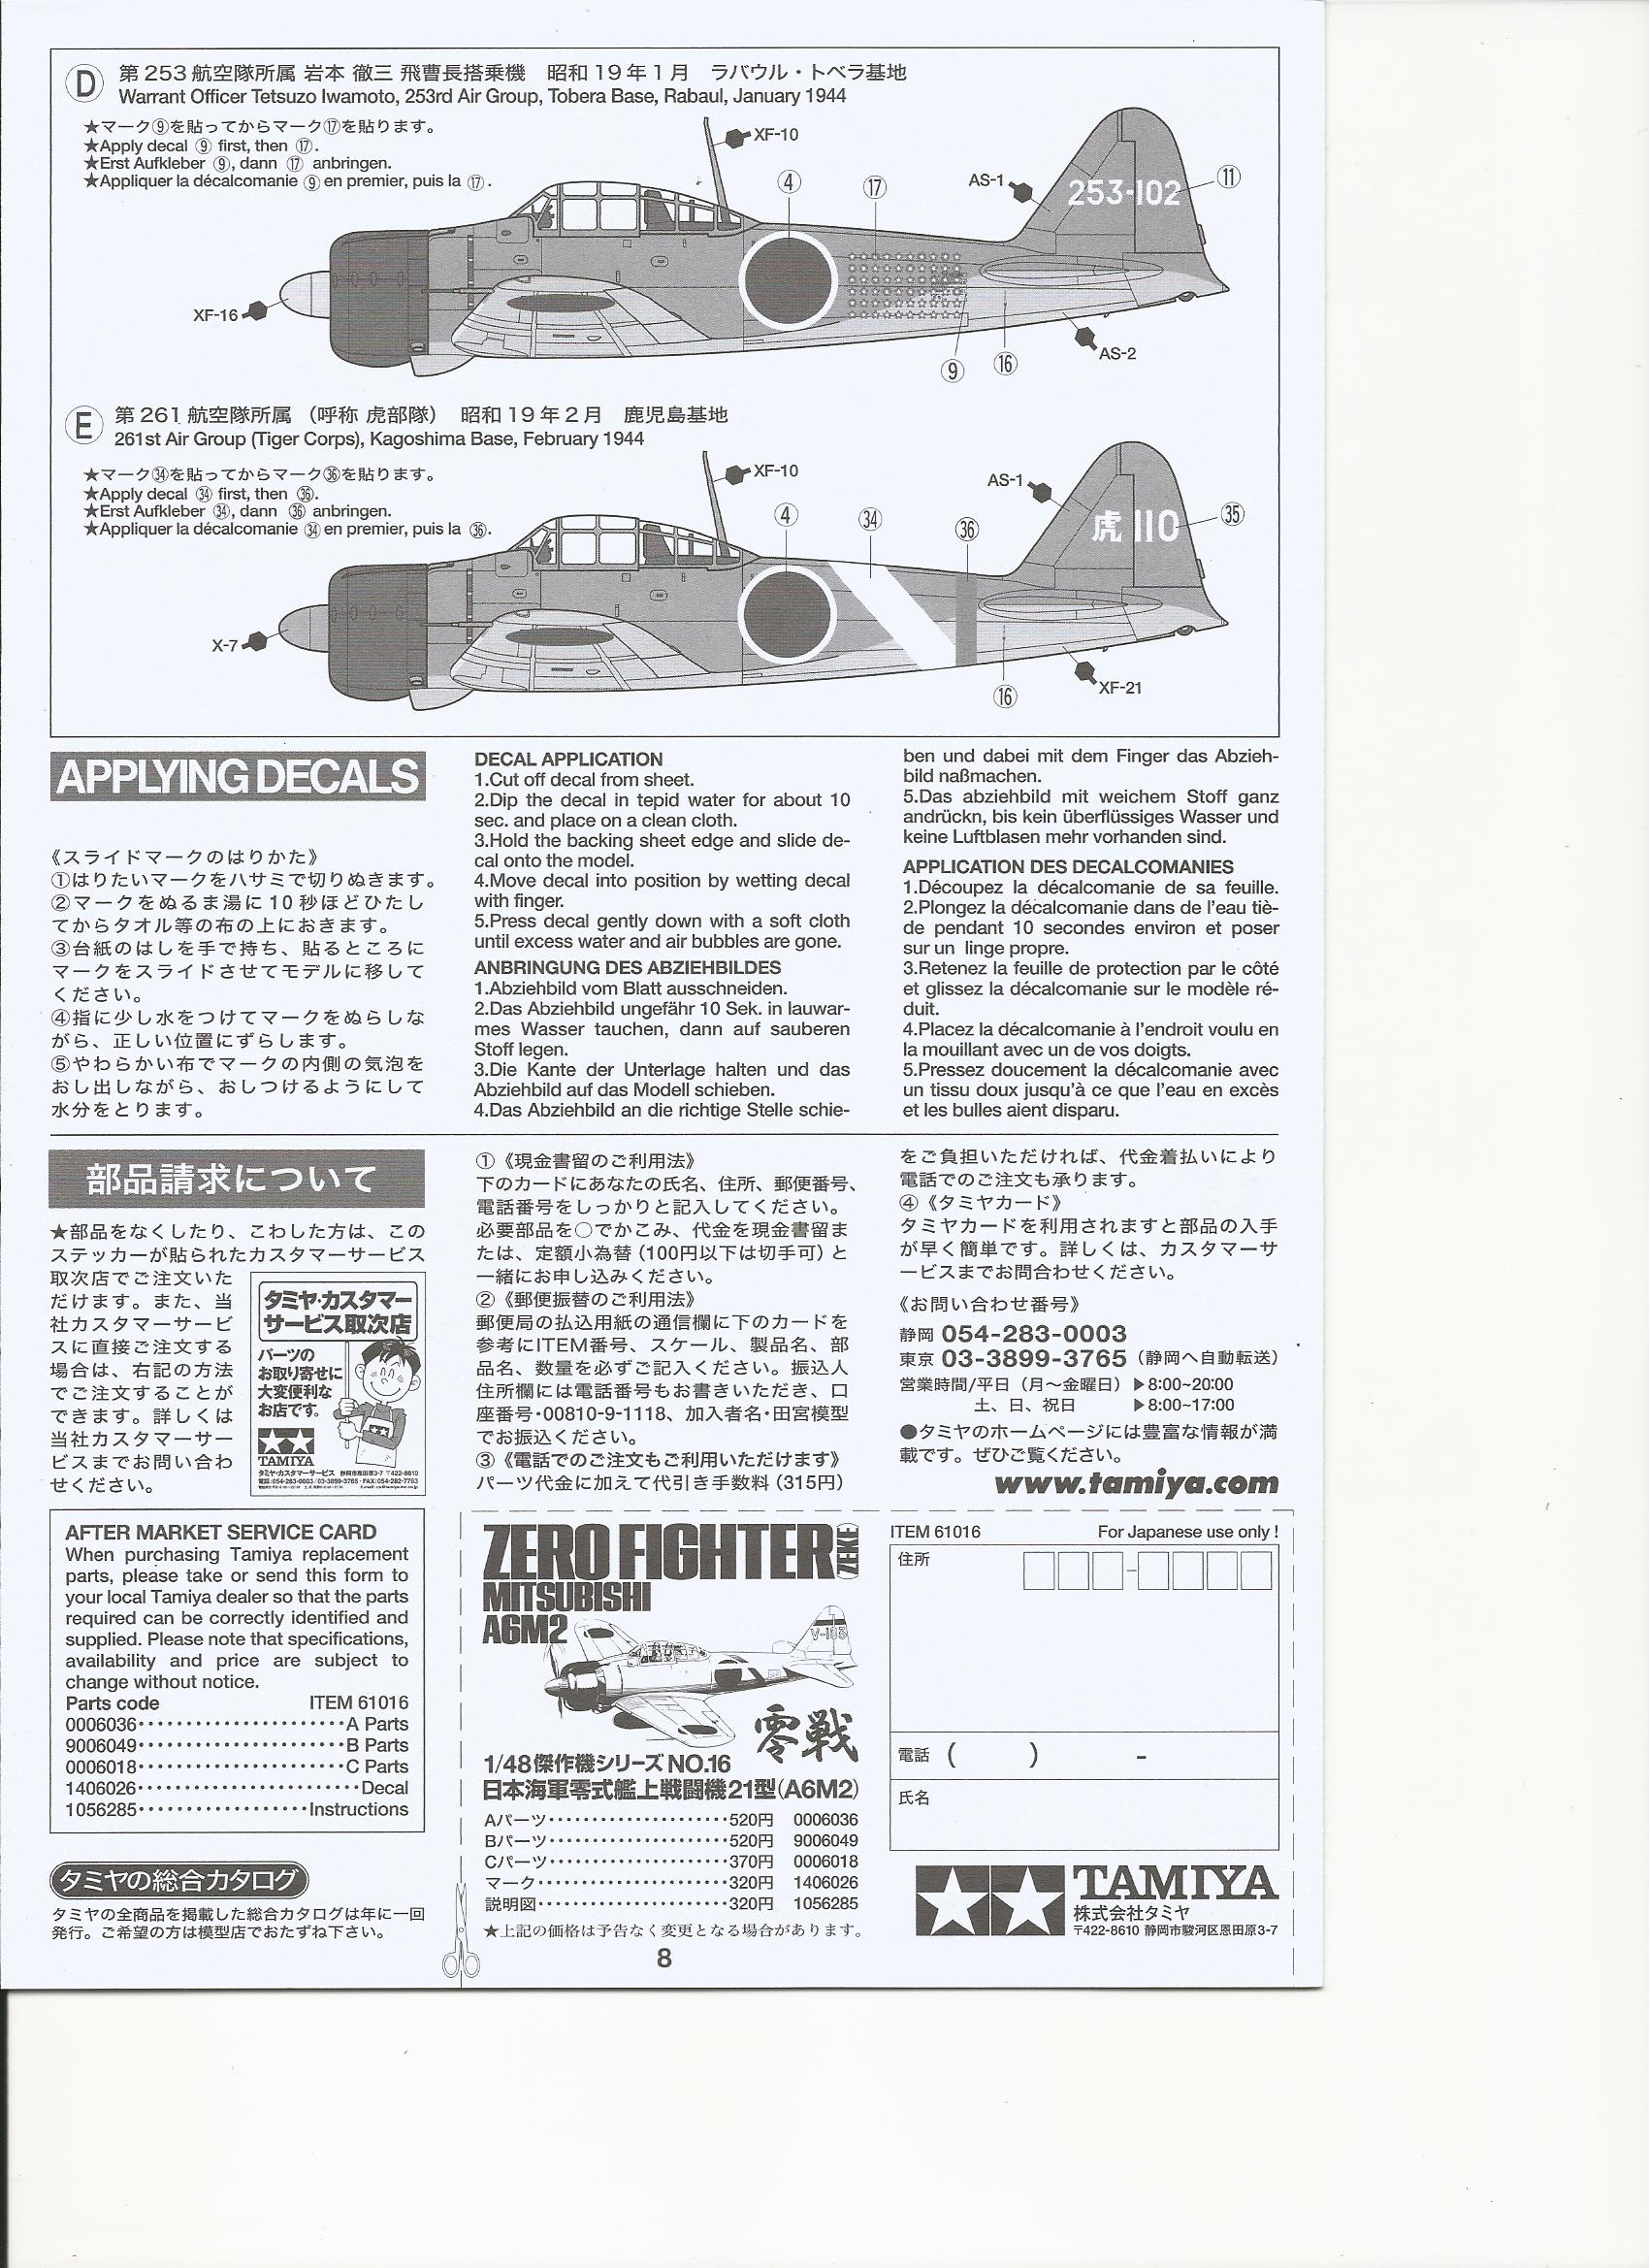 D
第253航空隊所属 岩本 徹三 飛曹長搭乗機　昭和19年1月　ラバウル・トベラ基地
Warrant Officer Tetsuzo Iwamoto, 253rd Air Group, Tobera Base, Rabaul, January 1944
★マーク⑨を貼ってからマーク⑰を貼ります。
★Apply decal ⑨ first, then ⑰.
★Erst Aufkleber ⑨, dann ⑰ anbringen.
★Appliquer la décalcomanie ⑨ en premier, puis la ⑰.
XF-10
④
⑰
AS-1
253-102
⑪
XF-16
⑨
⑯
AS-2
E
第261航空隊所属 （呼称 虎部隊）　昭和19年2月　鹿児島基地
261st Air Group (Tiger Corps), Kagoshima Base, February 1944
★マーク㉞を貼ってからマーク㊱を貼ります。
★Apply decal ㉞ first, then ㊱.
★Erst Aufkleber ㉞, dann ㊱ anbringen.
★Appliquer la décalcomanie ㉞ en premier, puis la ㊱.
XF-10
④
㉞
㊱
AS-1
虎110
㉟
X-7
⑯
XF-21
APPLYING DECALS
《スライドマークのはりかた》
①はりたいマークをハサミで切りぬきます。
②マークをぬるま湯に10秒ほどひたし
てからタオル等の布の上におきます。
③台紙のはしを手で持ち、貼るところに
マークをスライドさせてモデルに移して
ください。
④指に少し水をつけてマークをぬらしな
がら、正しい位置にずらします。
⑤やわらかい布でマークの内側の気泡を
おし出しながら、おしつけるようにして
水分をとります。
DECAL APPLICATION
1.Cut off decal from sheet.
2.Dip the decal in tepid water for about 10
sec. and place on a clean cloth.
3.Hold the backing sheet edge and slide de-
cal onto the model.
4.Move decal into position by wetting decal
with finger.
5.Press decal gently down with a soft cloth
until excess water and air bubbles are gone.
ANBRINGUNG DES ABZIEHBILDES
1.Abziehbild vom Blatt ausschneiden.
2.Das Abziehbild ungefähr 10 Sek. in lauwar-
mes Wasser tauchen, dann auf sauberen
Stoff legen.
3.Die Kante der Unterlage halten und das
Abziehbild auf das Modell schieben.
4.Das Abziehbild an die richtige Stelle schie-
ben und dabei mit dem Finger das Abzieh-
bild naßmachen.
5.Das abziehbild mit weichem Stoff ganz
andrückn, bis kein überflüssiges Wasser und
keine Luftblasen mehr vorhanden sind.
APPLICATION DES DECALCOMANIES
1.Découpez la décalcomanie de sa feuille.
2.Plongez la décalcomanie dans de l'eau tiè-
de pendant 10 secondes environ et poser
sur un linge propre.
3.Retenez la feuille de protection par le côté
et glissez la décalcomanie sur le modèle ré-
duit.
4.Placez la décalcomanie à l'endroit voulu en
la mouillant avec un de vos doigts.
5.Pressez doucement la décalcomanie avec
un tissu doux jusqu'à ce que l'eau en excès
et les bulles aient disparu.
部品請求について
★部品をなくしたり、こわした方は、この
ステッカーが貼られたカスタマーサービス
取次店でご注文いた
だけます。また、当
社カスタマーサービ
スに直接ご注文する
場合は、右記の方法
でご注文することが
できます。詳しくは
当社カスタマーサー
ビスまでお問い合わ
せください。
タミヤ・カスタマー
サービス取次店
パーツの
お取り寄せに
大変便利な
お店です。
TAMIYA
タミヤ・カスタマーサービス 静岡市恩田原3-7 〒422-8610
電話:054-283-0003/03-3899-3765・FAX:054-282-7763
①《現金書留のご利用法》
下のカードにあなたの氏名、住所、郵便番号、
電話番号をしっかりと記入してください。
必要部品を○でかこみ、代金を現金書留ま
たは、定額小為替（100円以下は切手可）と
一緒にお申し込みください。
②《郵便振替のご利用法》
郵便局の払込用紙の通信欄に下のカードを
参考にITEM番号、スケール、製品名、部
品名、数量を必ずご記入ください。振込人
住所欄には電話番号もお書きいただき、口
座番号・00810-9-1118、加入者名・田宮模型
でお振込ください。
③《電話でのご注文もご利用いただけます》
パーツ代金に加えて代引き手数料（315円）
をご負担いただければ、代金着払いにより
電話でのご注文も承ります。
④《タミヤカード》
タミヤカードを利用されますと部品の入手
が早く簡単です。詳しくは、カスタマーサ
ービスまでお問合わせください。
《お問い合わせ番号》
静岡 054-283-0003
東京 03-3899-3765（静岡へ自動転送）
営業時間/平日（月〜金曜日）▶8:00~20:00
土、日、祝日　▶8:00~17:00
●タミヤのホームページには豊富な情報が満
載です。ぜひご覧ください。
www.tamiya.com
AFTER MARKET SERVICE CARD
When purchasing Tamiya replacement
parts, please take or send this form to
your local Tamiya dealer so that the parts
required can be correctly identified and
supplied. Please note that specifications,
availability and price are subject to
change without notice.
Parts code ITEM 61016
0006036･･････････････････････A Parts
9006049･･････････････････････B Parts
0006018･･････････････････････C Parts
1406026･･････････････････････Decal
1056285･･････････････････Instructions
タミヤの総合カタログ
タミヤの全商品を掲載した総合カタログは年に一回
発行。ご希望の方は模型店でおたずね下さい。
ZERO FIGHTER ZEKE
MITSUBISHI
A6M2
V-103
零戦
1/48傑作機シリーズNO.16
日本海軍零式艦上戦闘機21型(A6M2)
Aパーツ･･････････････････520円 0006036
Bパーツ･･････････････････520円 9006049
Cパーツ･･････････････････370円 0006018
マーク･･･････････････････320円 1406026
説明図･･･････････････････320円 1056285
★上記の価格は予告なく変更となる場合があります。
ITEM 61016 For Japanese use only !
住所
電話 ( ) -
氏名
TAMIYA
株式会社タミヤ
〒422-8610 静岡市駿河区恩田原3-7
8